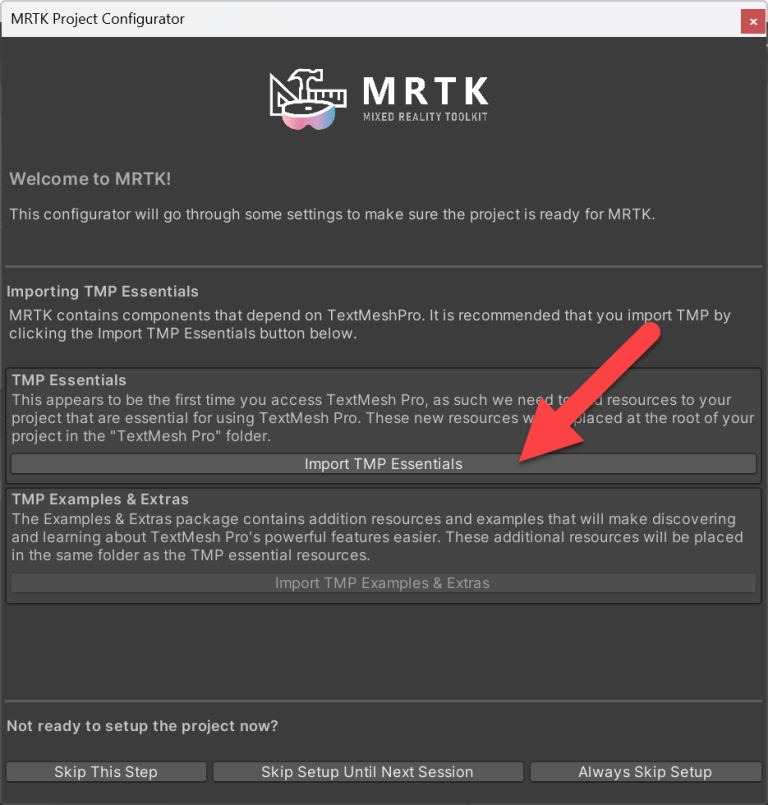 MRTK Project Configurator
x
MRTK
MIXED REALITY TOOLKIT
Welcome to MRTK!
This configurator will go through some settings to make sure the project is ready for MRTK.
Importing TMP Essentials
MRTK contains components that depend on TextMeshPro. It is recommended that you import TMP by
clicking the Import TMP Essentials button below.
TMP Essentials
This appears to be the first time you access TextMesh Pro, as such we need to resources to your
project that are essential for using TextMesh Pro. These new resources placed at the root of your
project in the "TextMesh Pro" folder.
Import TMP Essentials
TMP Examples & Extras
The Examples & Extras package contains addition resources and examples that will make discovering
and learning about TextMesh Pro's powerful features easier. These additional resources will be placed
in the same folder as the TMP essential resources.
Import TMP Examples & Extras
Not ready to setup the project now?
Skip This Step
Skip Setup Until Next Session
Always Skip Setup